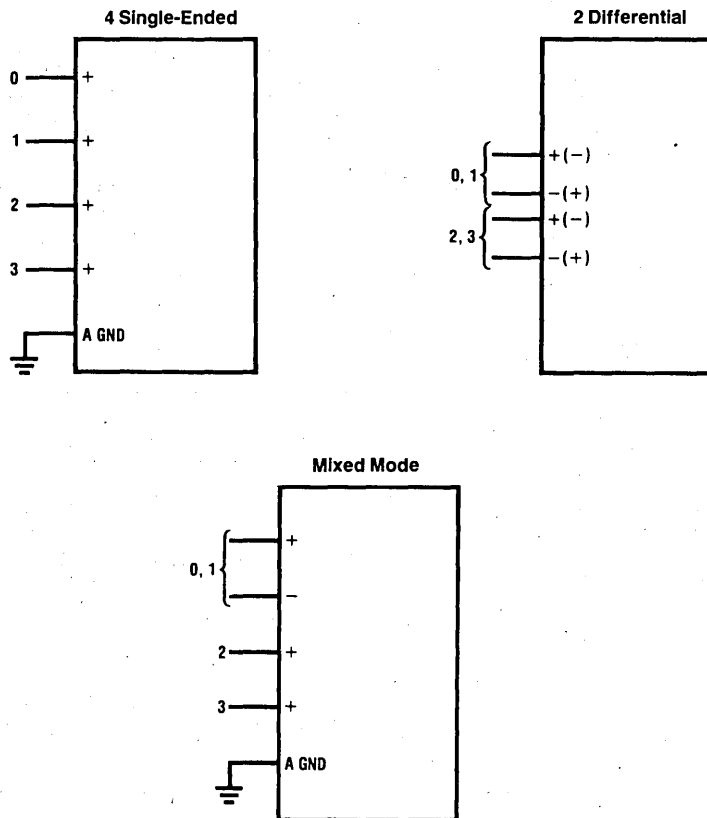 4 Single-Ended
0 +
1 +
2 +
3 +
A GND
2 Differential
0, 1 +(−)
−(+)
2, 3 +(−)
−(+)
Mixed Mode
0, 1 +
−
2 +
3 +
A GND